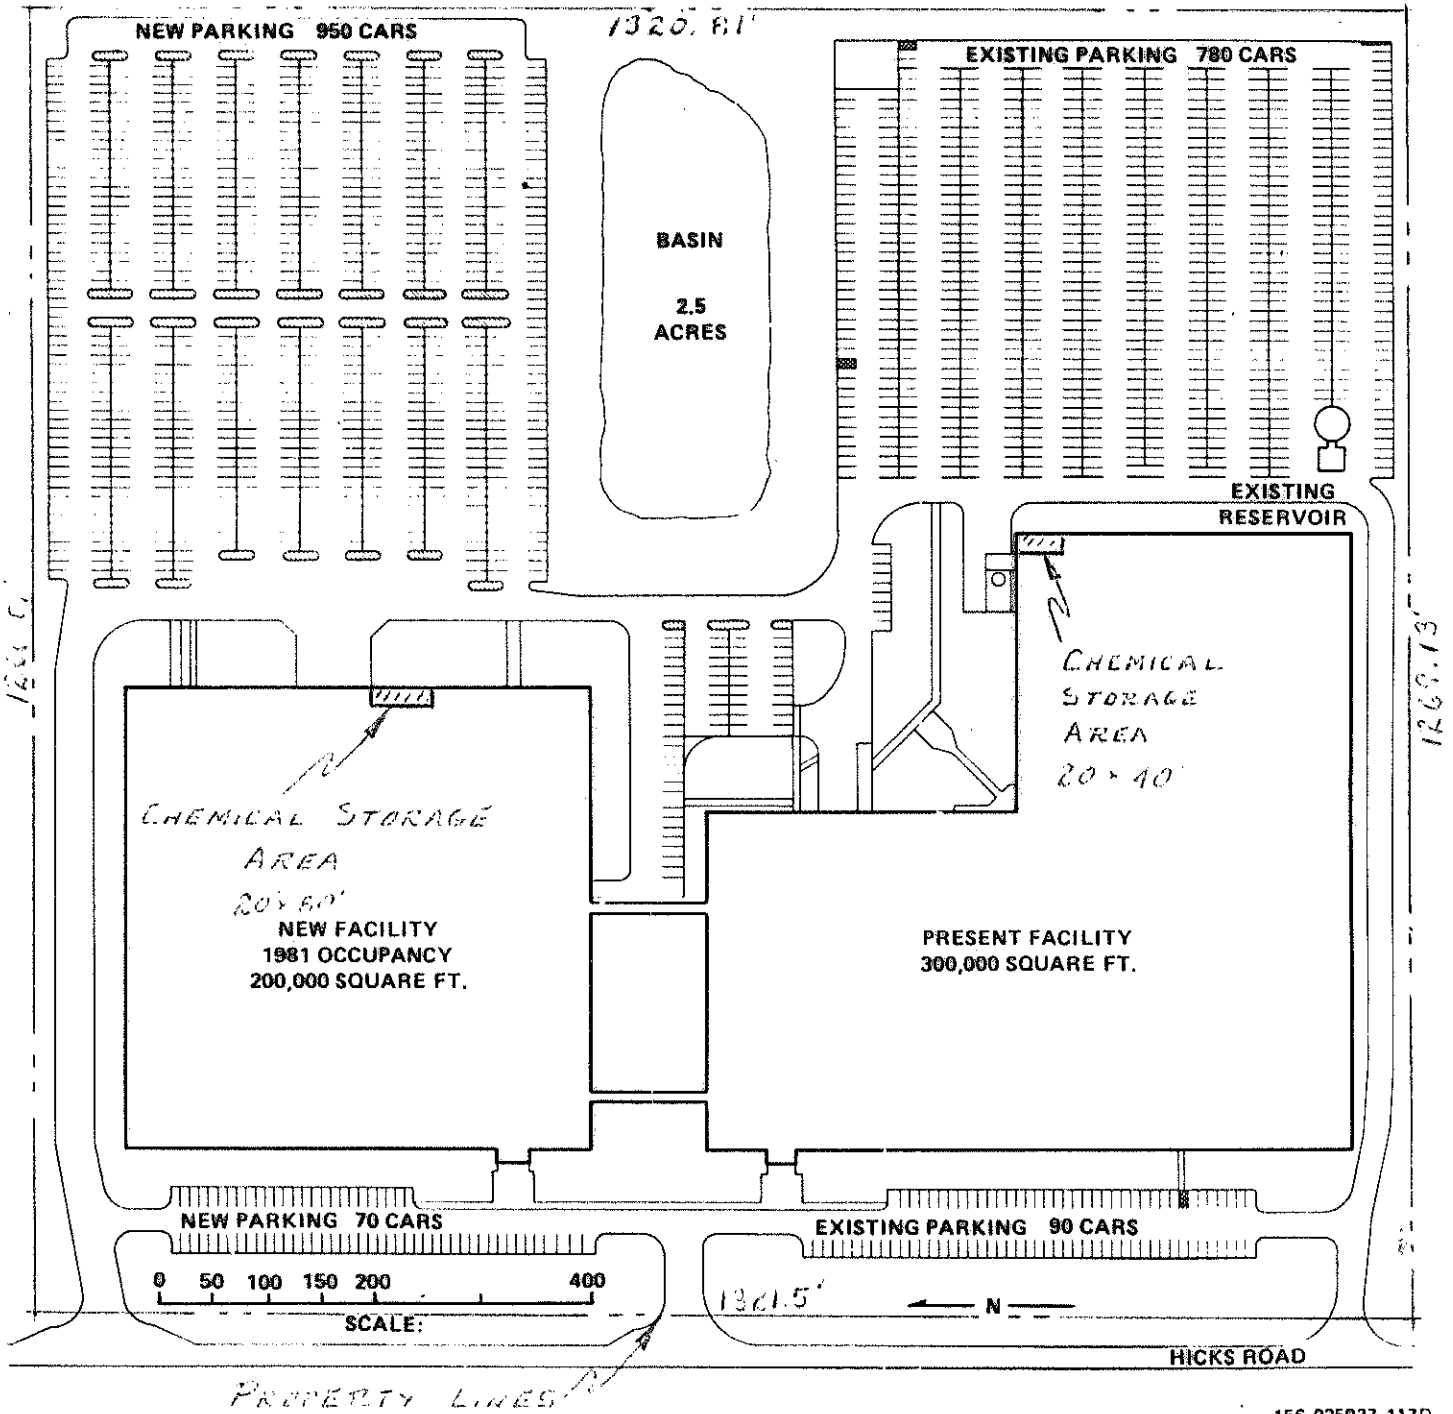 NEW PARKING 950 CARS
1320.81'
EXISTING PARKING 780 CARS
BASIN
2.5
ACRES
EXISTING
RESERVOIR
1269.13'
CHEMICAL
STORAGE
AREA
20 × 40'
CHEMICAL STORAGE
AREA
NEW FACILITY
1981 OCCUPANCY
200,000 SQUARE FT.
PRESENT FACILITY
300,000 SQUARE FT.
NEW PARKING 70 CARS
EXISTING PARKING 90 CARS
0 50 100 150 200 400
SCALE:
1321.5'
N
HICKS ROAD
PROPERTY LINES